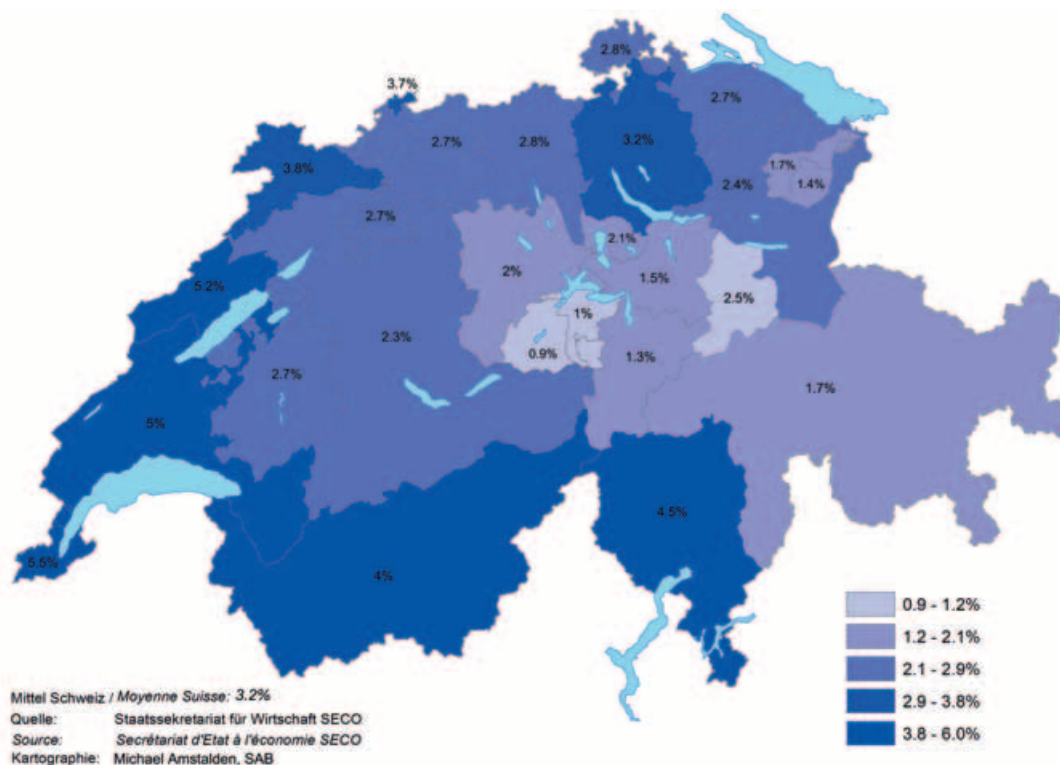 2.8%
3.7%
2.7%
2.7%
2.8%
3.2%
3.8%
1.7%
1.4%
2.4%
2.7%
2.1%
2%
1.5%
5.2%
2.5%
1%
2.3%
0.9%
1.3%
2.7%
1.7%
5%
4.5%
5.5%
4%
0.9 - 1.2%
1.2 - 2.1%
2.1 - 2.9%
2.9 - 3.8%
3.8 - 6.0%
Mittel Schweiz / Moyenne Suisse: 3.2%
Quelle: Staatssekretariat für Wirtschaft SECO
Source: Secrétariat d'Etat à l'économie SECO
Kartographie: Michael Amstalden, SAB